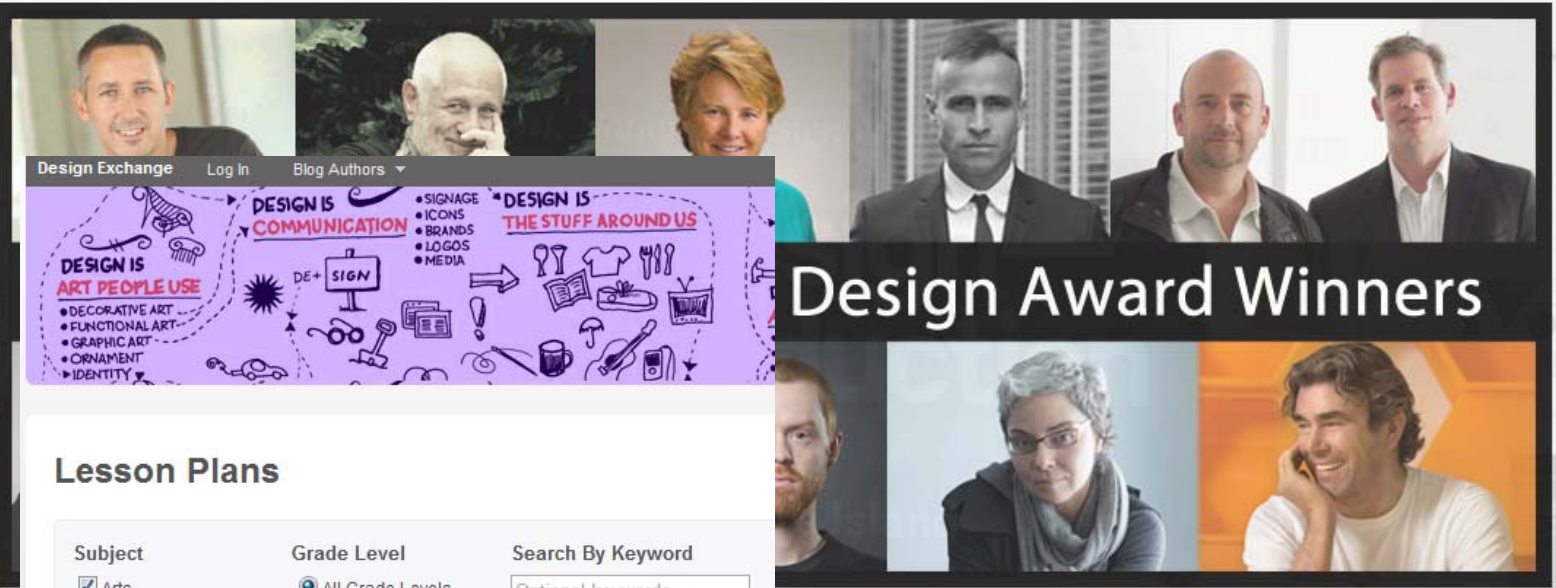 Design Exchange Log In Blog Authors
DESIGN IS
ART PEOPLE USE
• DECORATIVE ART
• FUNCTIONAL ART
• GRAPHIC ART
• ORNAMENT
• IDENTITY
DESIGN IS
COMMUNICATION
• SIGNAGE
• ICONS
• BRANDS
• LOGOS
• MEDIA
DE+ SIGN
DESIGN IS
THE STUFF AROUND US
Design Award Winners
Lesson Plans
Subject Grade Level Search By Keyword
Arts All Grade Levels Optional keywords